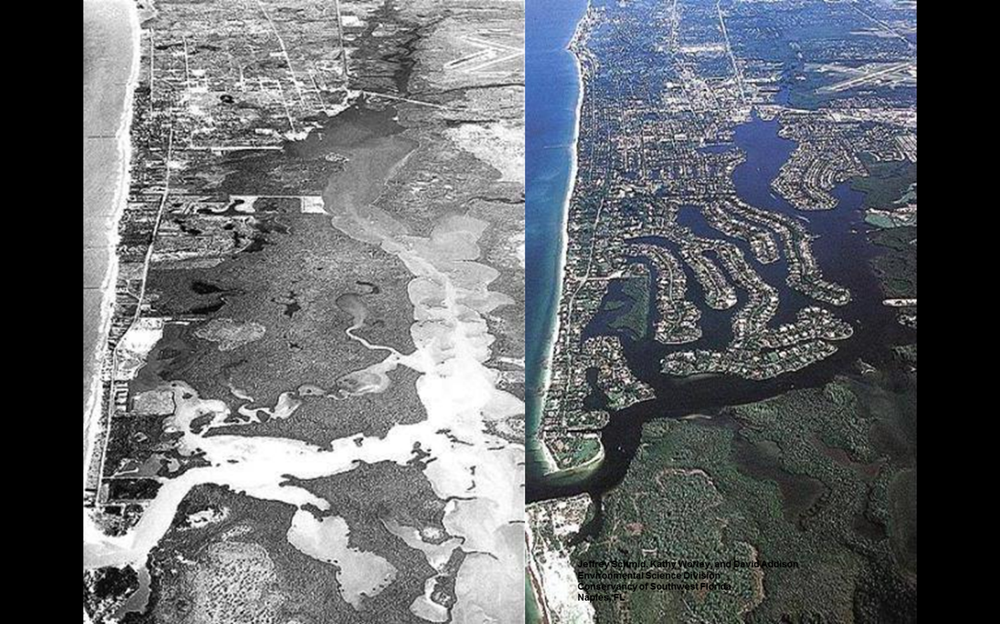 Jeffrey Schmid, Kathy Worley, and David Addison
Environmental Science Division
Conservancy of Southwest Florida
Naples, FL